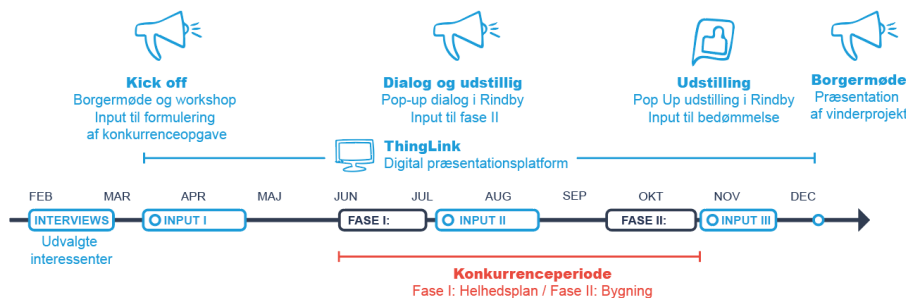 Kick off
Borgermøde og workshop
Input til formulering
af konkurrenceopgave
Dialog og udstillig
Pop-up dialog i Rindby
Input til fase II
Udstilling
Pop Up udstilling i Rindby
Input til bedømmelse
Borgermøde
Præsentation
af vinderprojekt
ThingLink
Digital præsentationsplatform
FEB MAR APR MAJ JUN JUL AUG SEP OKT NOV DEC
INTERVIEWS INPUT I FASE I: INPUT II FASE II: INPUT III
Udvalgte
interessenter
Konkurrenceperiode
Fase I: Helhedsplan / Fase II: Bygning